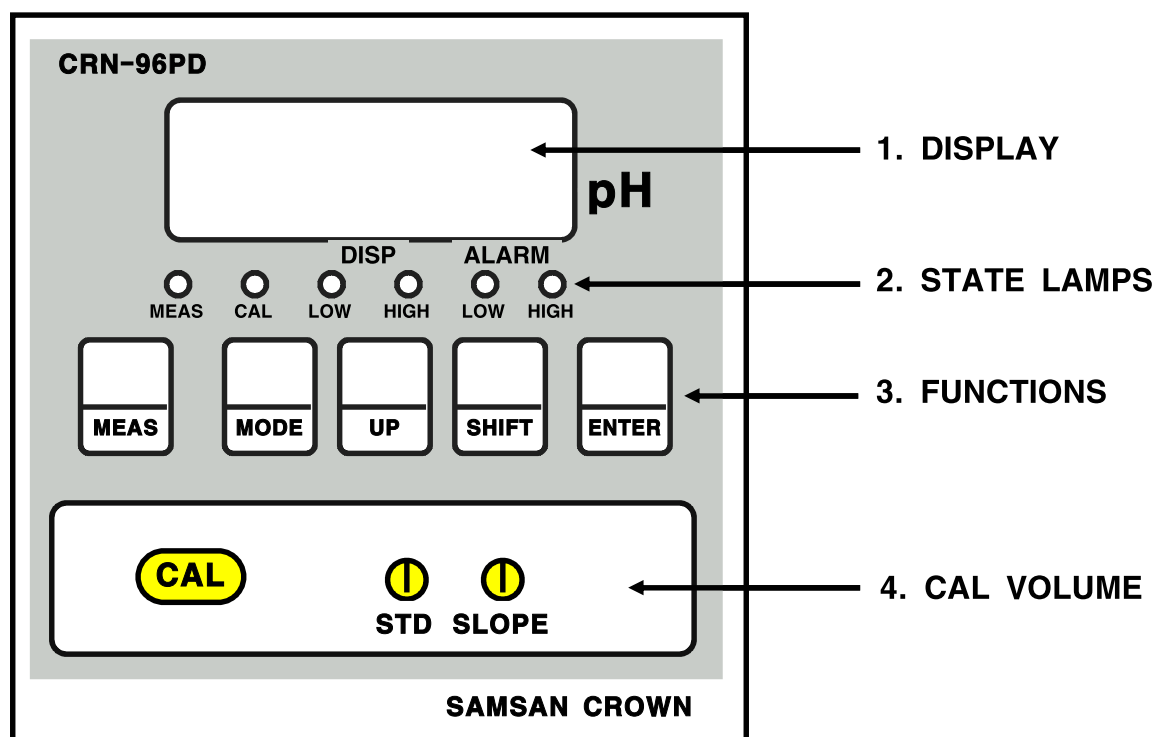 CRN-96PD
1. DISPLAY
pH
DISP ALARM
2. STATE LAMPS
MEAS CAL LOW HIGH LOW HIGH
3. FUNCTIONS
MEAS MODE UP SHIFT ENTER
CAL
4. CAL VOLUME
STD SLOPE
SAMSAN CROWN